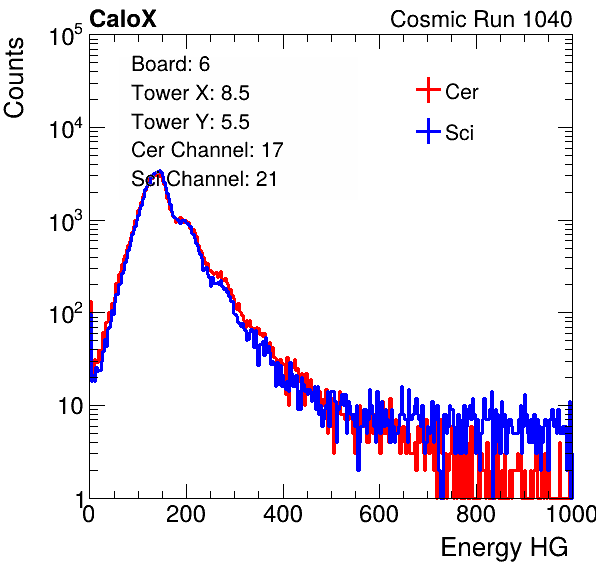 CaloX
Cosmic Run 1040
Counts
Board: 6
Tower X: 8.5
Tower Y: 5.5
Cer Channel: 17
Sci Channel: 21
Cer
Sci
10^5
10^4
10^3
10^2
10
1
0
200
400
600
800
1000
Energy HG